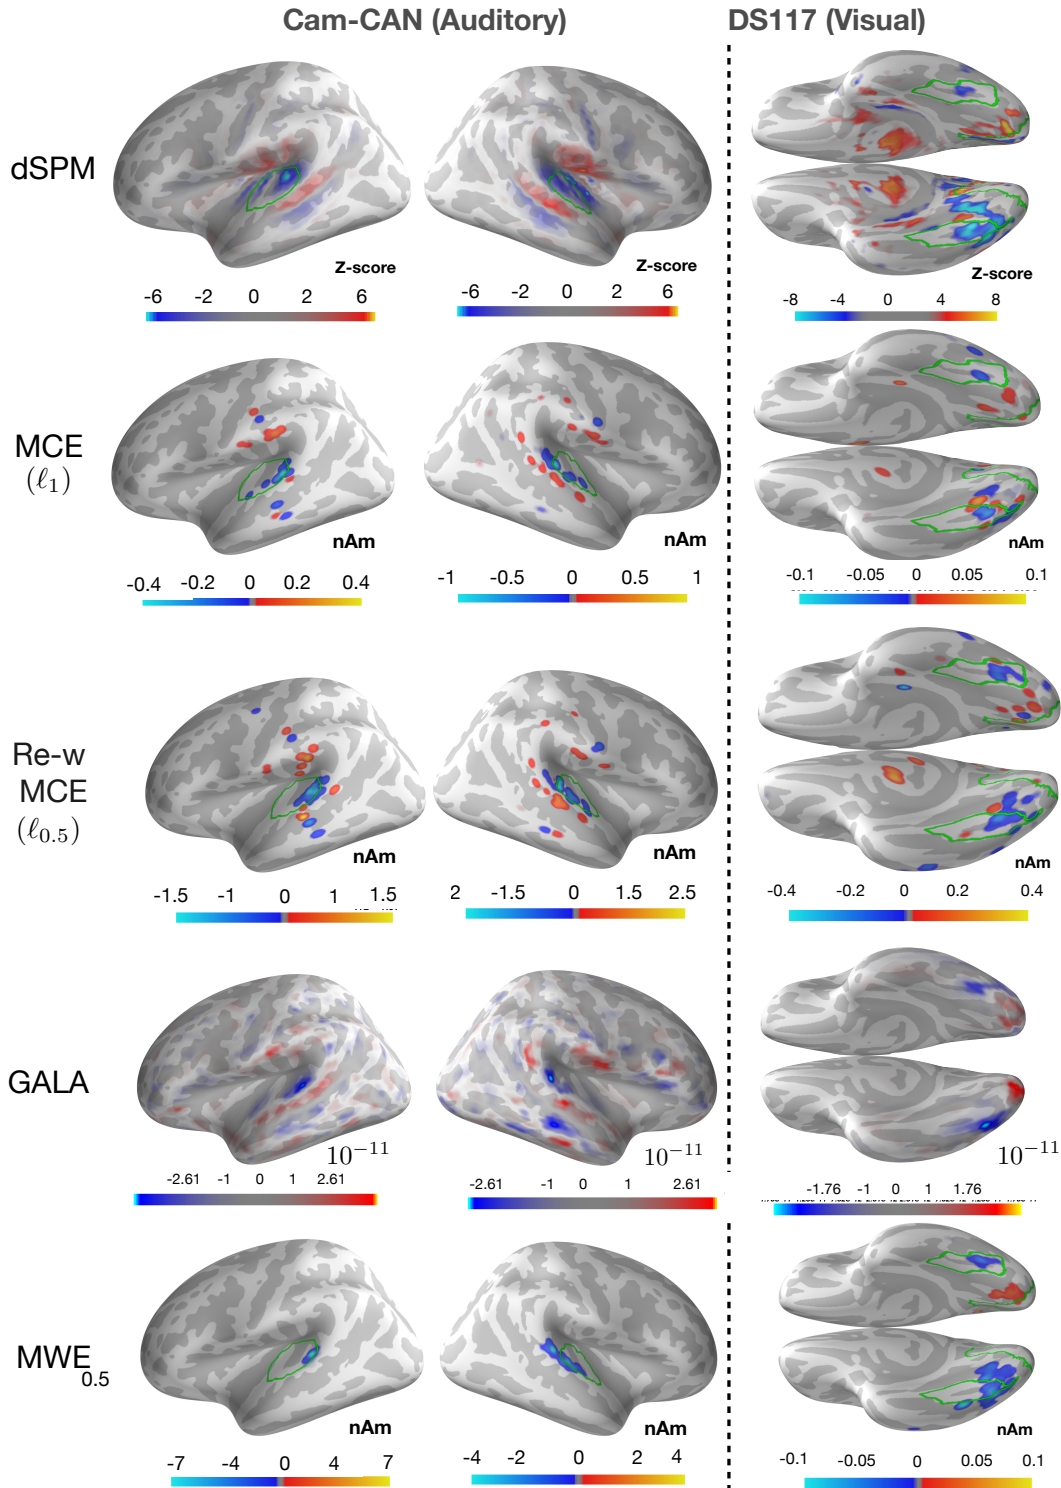 Cam-CAN (Auditory) DS117 (Visual)
dSPM
Z-score Z-score Z-score
-6 -2 0 2 6 -6 -2 0 2 6 -8 -4 0 4 8
MCE
(ℓ₁)
nAm nAm nAm
-0.4 -0.2 0 0.2 0.4 -1 -0.5 0 0.5 1 -0.1 -0.05 0 0.05 0.1
Re-w
MCE
(ℓ₀.₅)
nAm nAm nAm
-1.5 -1 0 1 1.5 2 -1.5 0 1.5 2.5 -0.4 -0.2 0 0.2 0.4
GALA
10⁻¹¹ 10⁻¹¹ 10⁻¹¹
-2.61 -1 0 1 2.61 -2.61 -1 0 1 2.61 -1.76 -1 0 1 1.76
MWE₀.₅
nAm nAm nAm
-7 -4 0 4 7 -4 -2 0 2 4 -0.1 -0.05 0 0.05 0.1